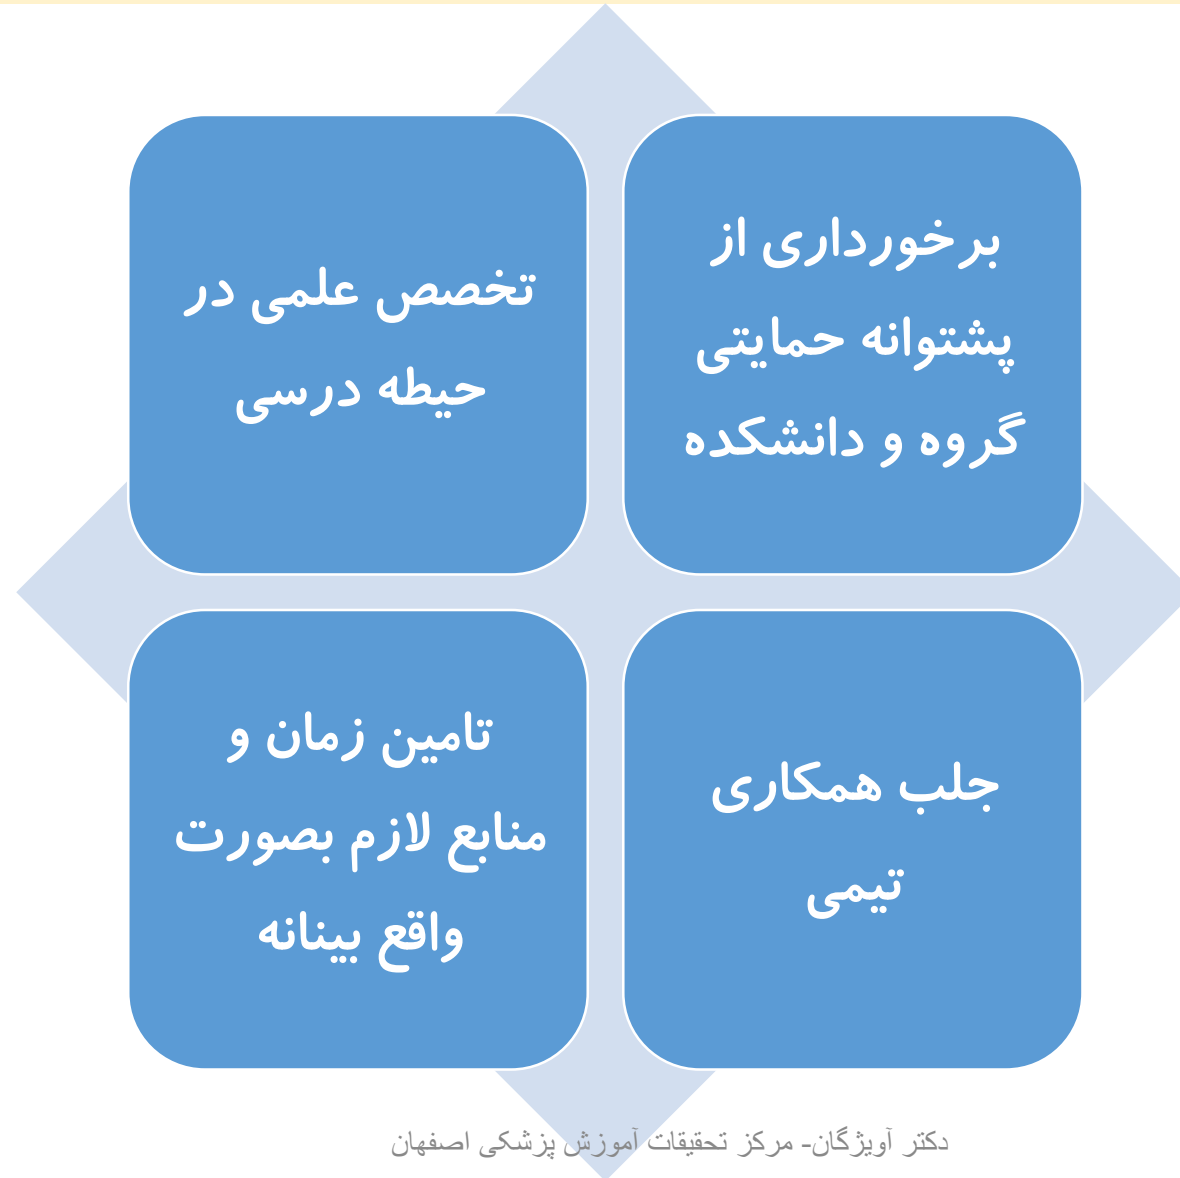 برخورداری از
پشتوانه حمایتی
گروه و دانشکده
تخصص علمی در
حیطه درسی
جلب همکاری
تیمی
تامین زمان و
منابع لازم بصورت
واقع بینانه
دکتر آویژگان- مرکز تحقیقات آموزش پزشکی اصفهان